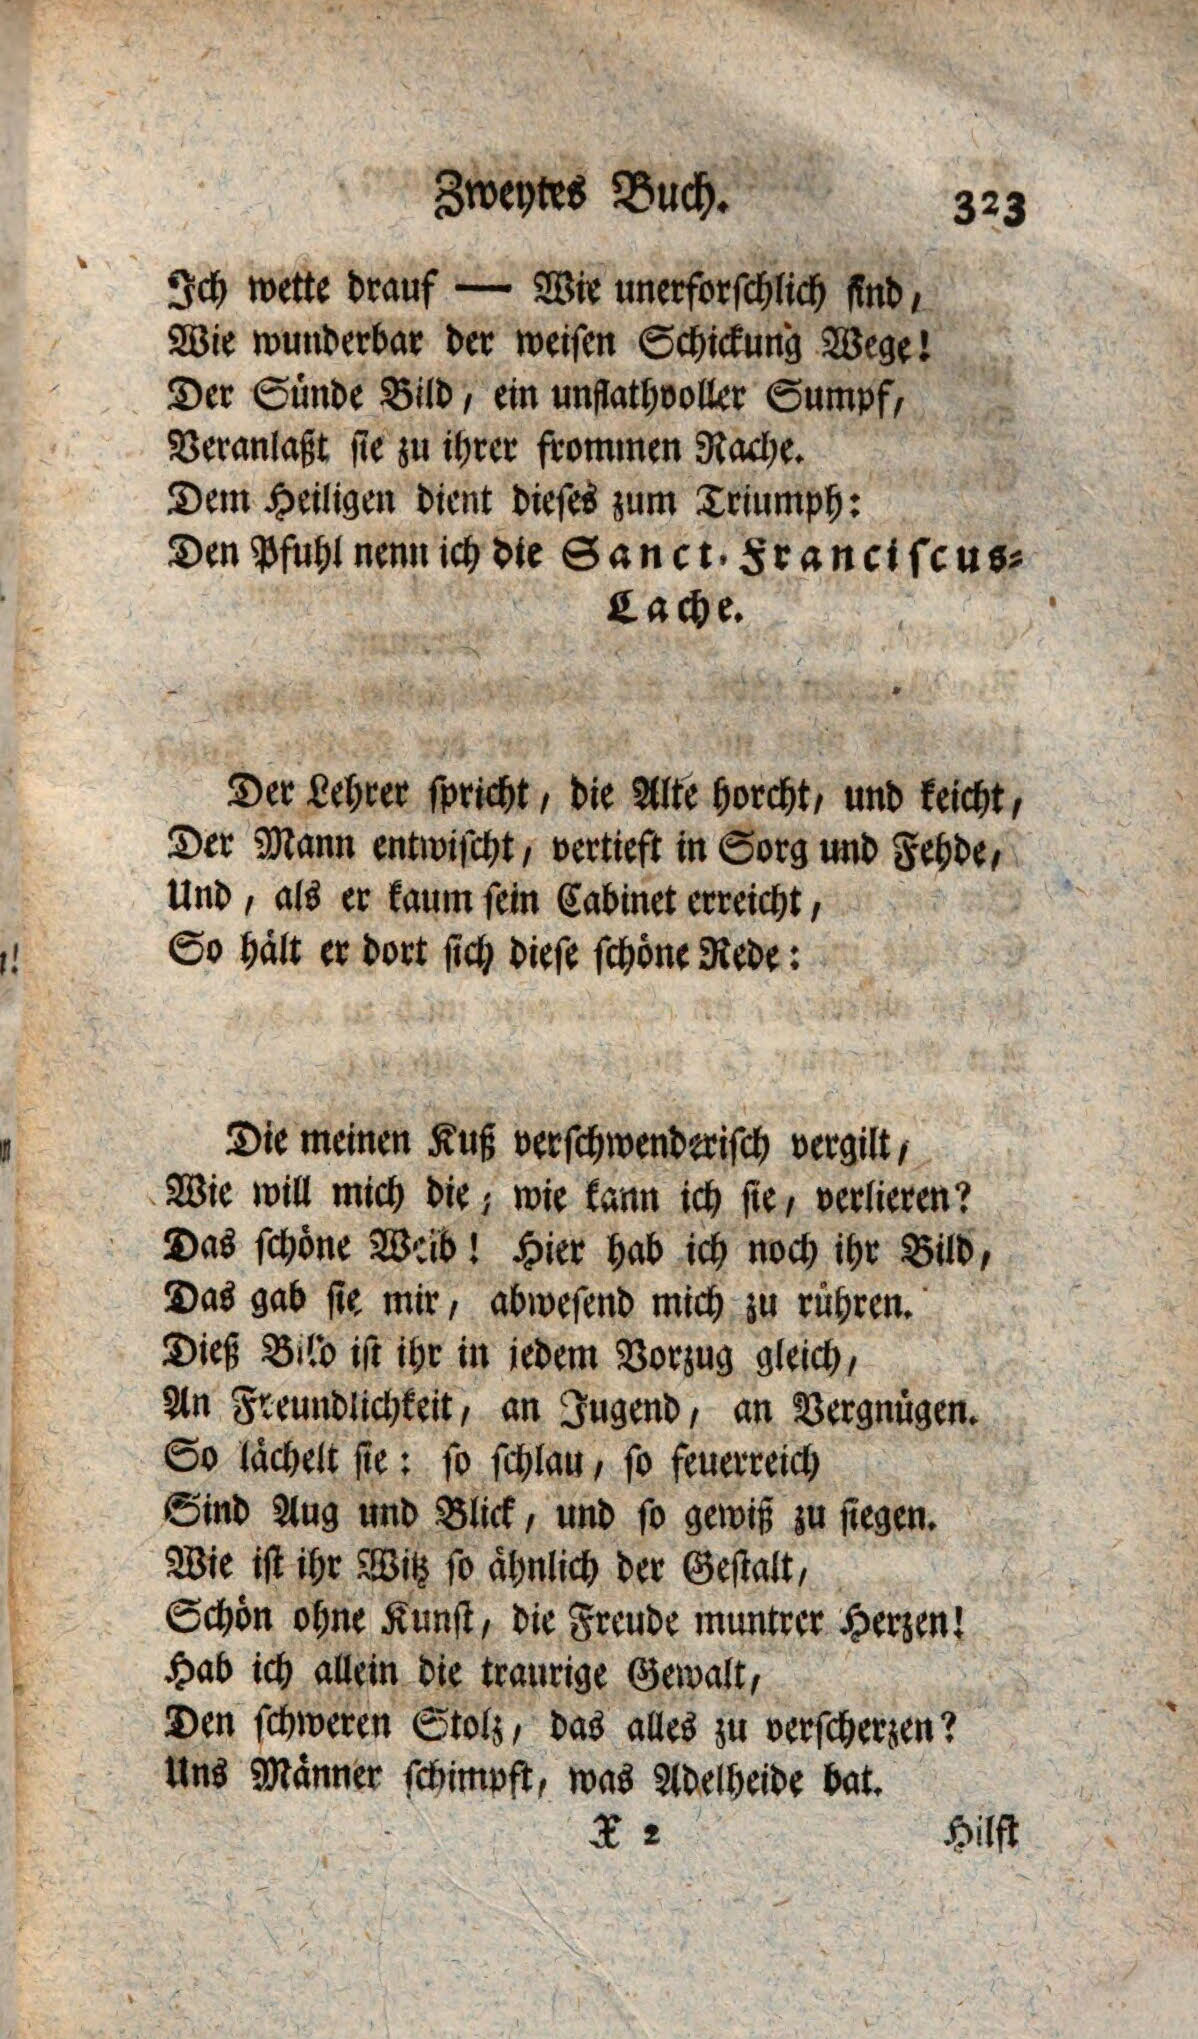 Zweytes Buch. 323
Ich wette drauf — Wie unerforschlich sind,
Wie wunderbar der weisen Schickung Wege!
Der Sünde Bild, ein unflathvoller Sumpf,
Veranlaßt sie zu ihrer frommen Rache.
Dem Heiligen dient dieses zum Triumph:
Den Pfuhl nenn ich die Sanct. Franciscus-
Lache.
Der Lehrer spricht, die Alte horcht, und keicht,
Der Mann entwischt, vertieft in Sorg und Fehde,
Und, als er kaum sein Cabinet erreicht,
So hält er dort sich diese schöne Rede:
Die meinen Kuß verschwenderisch vergilt,
Wie will mich die, wie kann ich sie, verlieren?
Das schöne Weib! Hier hab ich noch ihr Bild,
Das gab sie mir, abwesend mich zu rühren.
Dieß Bild ist ihr in jedem Vorzug gleich,
An Freundlichkeit, an Jugend, an Vergnügen.
So lächelt sie: so schlau, so feuerreich
Sind Aug und Blick, und so gewiß zu siegen.
Wie ist ihr Witz so ähnlich der Gestalt,
Schön ohne Kunst, die Freude muntrer Herzen!
Hab ich allein die traurige Gewalt,
Den schweren Stolz, das alles zu verscherzen?
Uns Männer schimpft, was Adelheide bat.
X 2 Hilft